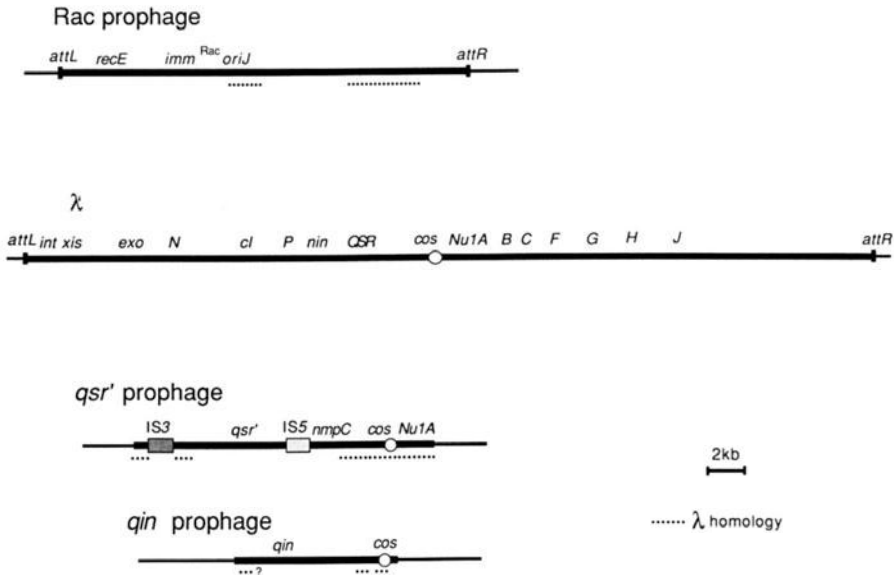 Rac prophage
attL recE imm Rac oriJ attR
λ
attL int xis exo N cI P nin QSR cos Nu1A B C F G H J attR
qsr' prophage
IS3 qsr' IS5 nmpC cos Nu1A
2kb
qin prophage
λ homology
qin cos
?